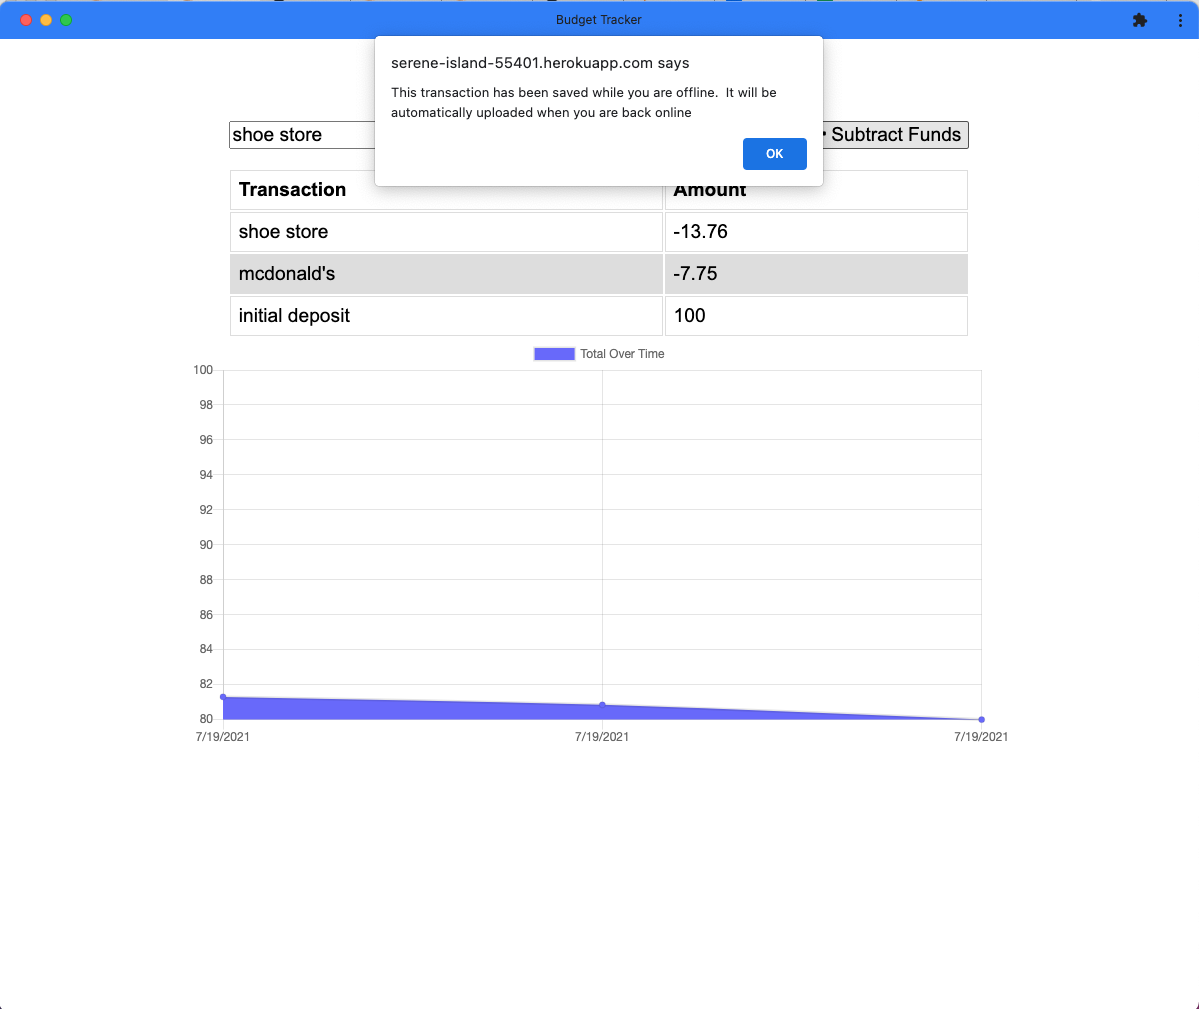 Budget Tracker
serene-island-55401.herokuapp.com says
This transaction has been saved while you are offline.  It will be
automatically uploaded when you are back online
OK
shoe store
Subtract Funds
Transaction Amount
shoe store -13.76
mcdonald's -7.75
initial deposit 100
Total Over Time
100
98
96
94
92
90
88
86
84
82
80
7/19/2021 7/19/2021 7/19/2021